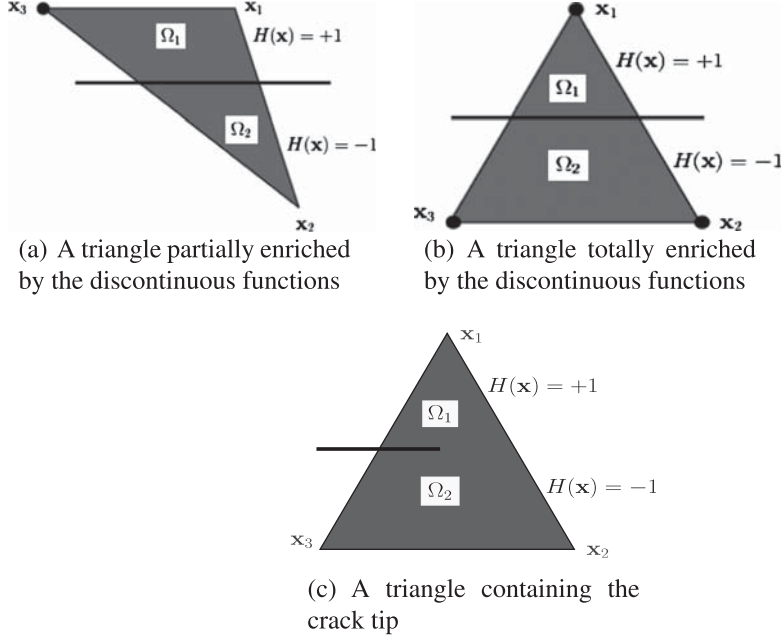 x₃ x₁
Ω₁ H(x) = +1
Ω₂ H(x) = −1
x₂
(a) A triangle partially enriched
by the discontinuous functions
x₁
H(x) = +1
Ω₁
Ω₂ H(x) = −1
x₃ x₂
(b) A triangle totally enriched
by the discontinuous functions
x₁
H(x) = +1
Ω₁
Ω₂ H(x) = −1
x₃ x₂
(c) A triangle containing the
crack tip